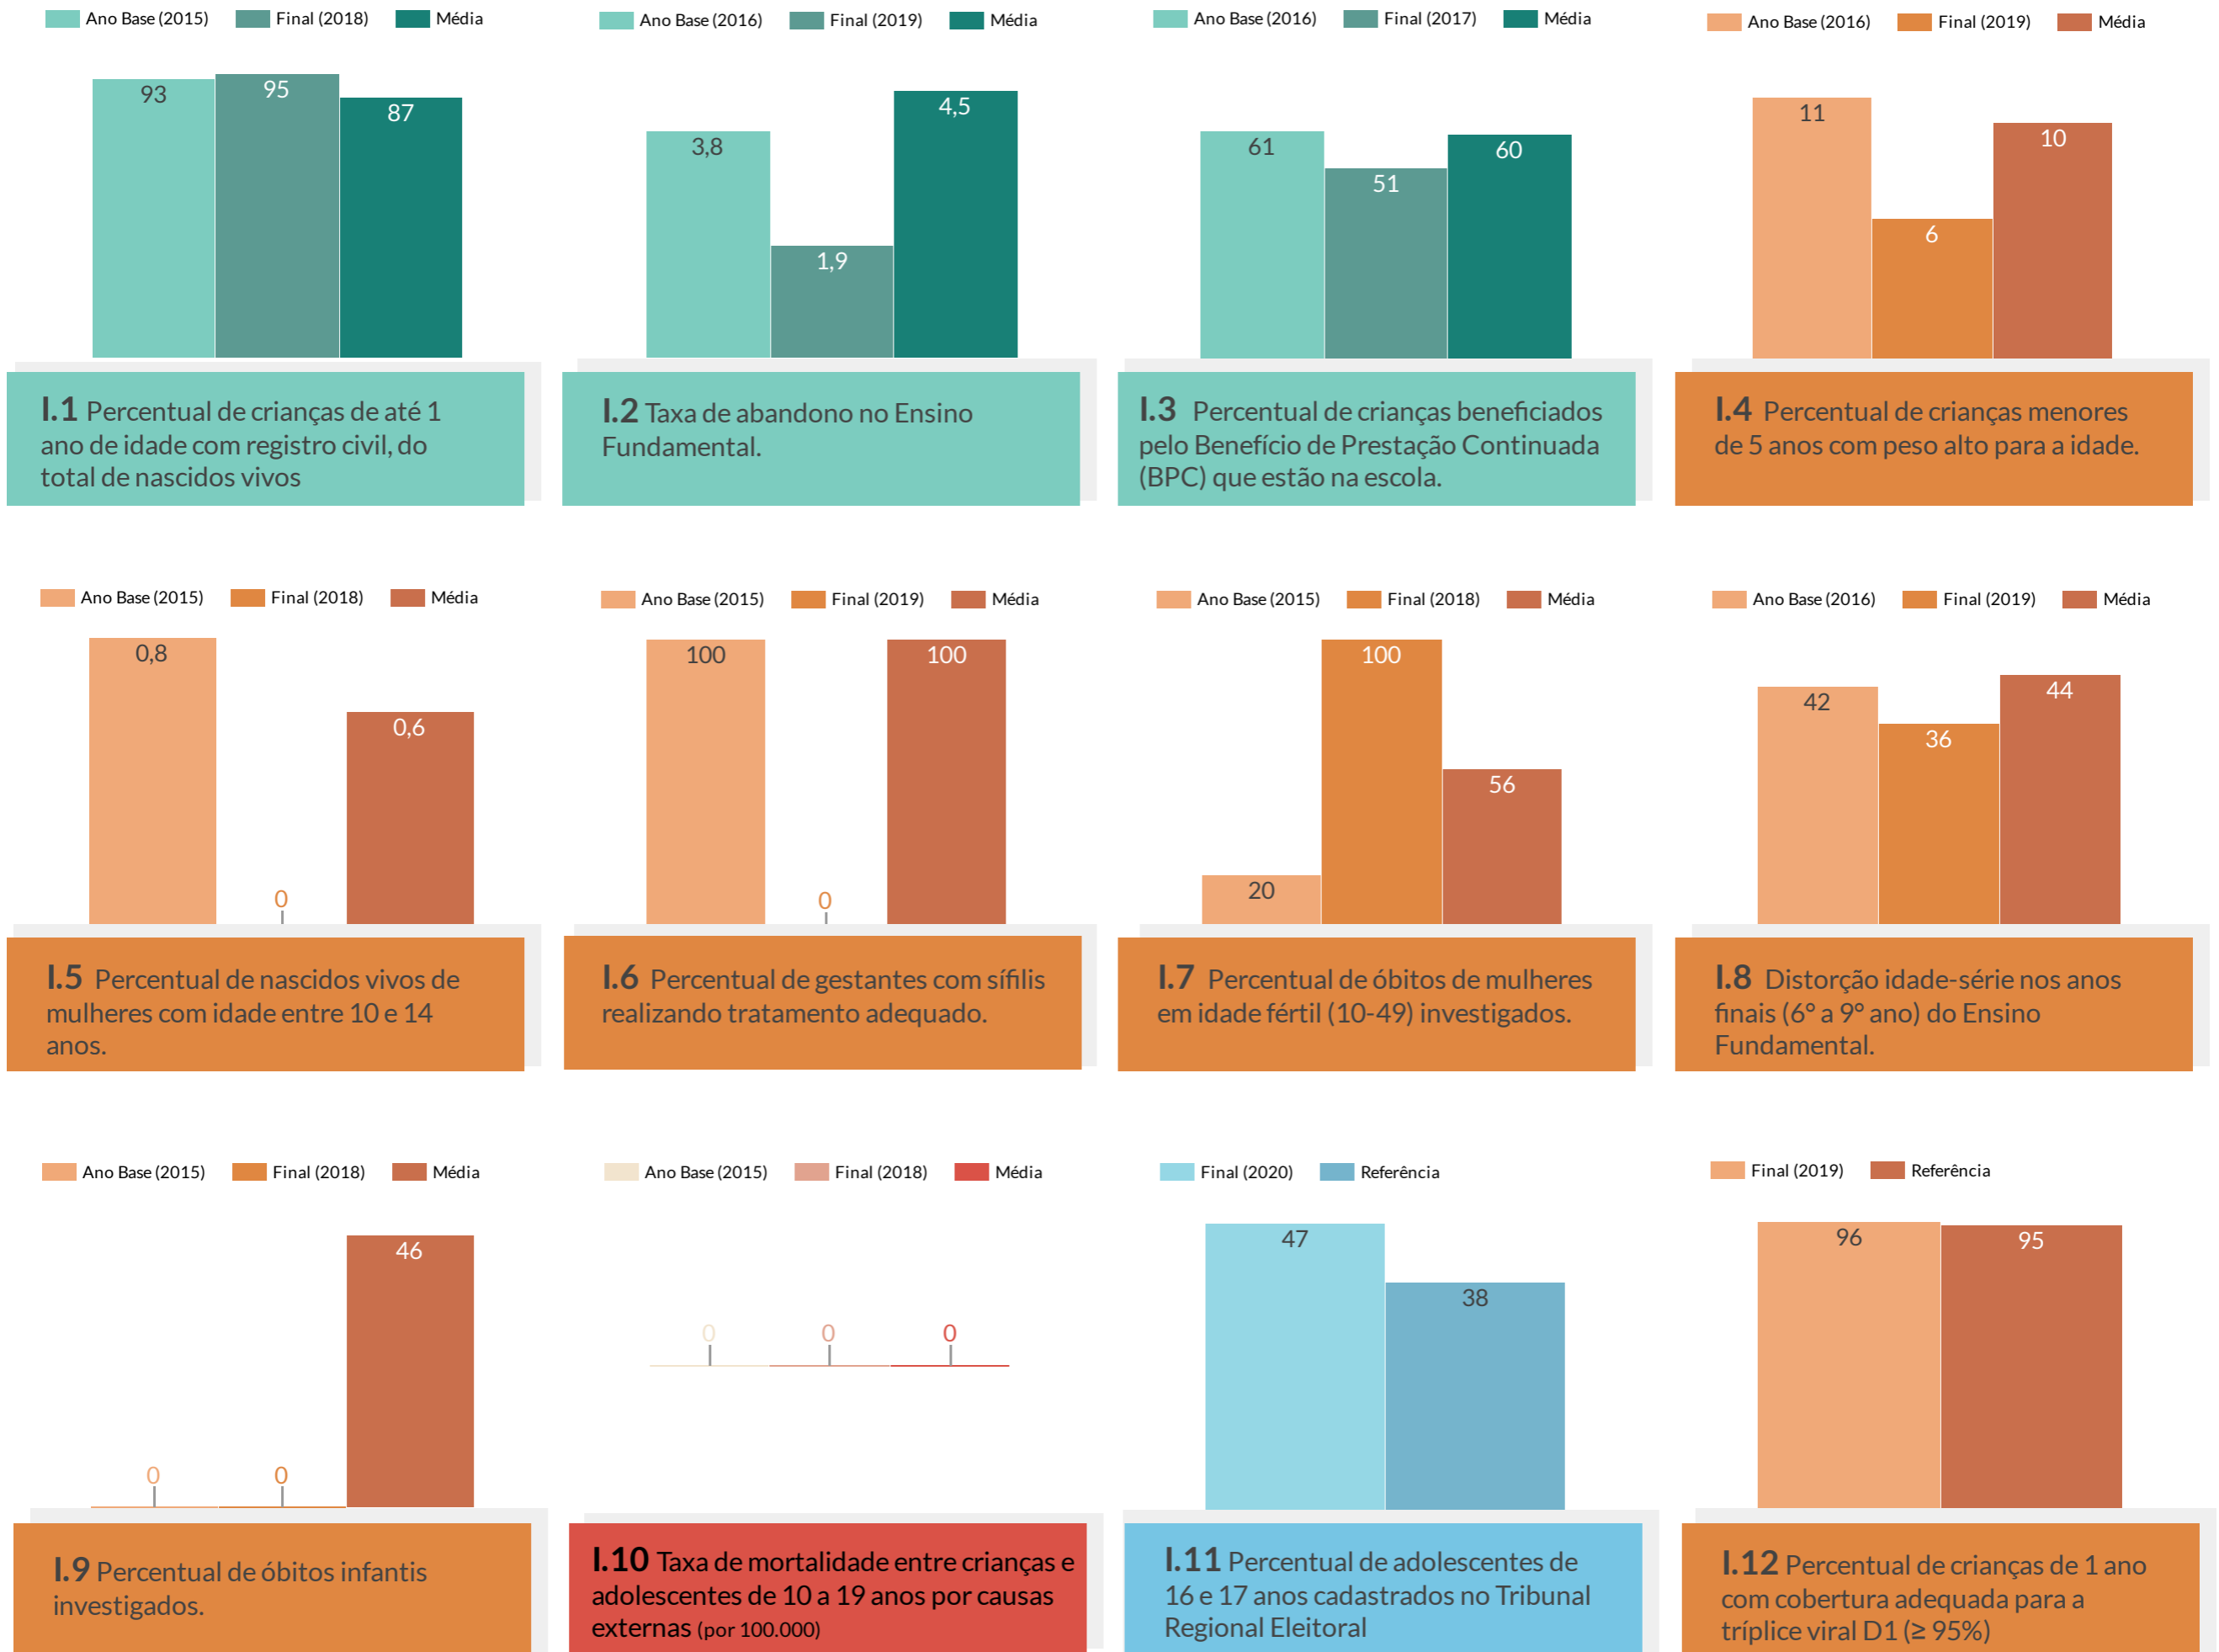 Ano Base (2015) Final (2018) Média
93
95
87
I.1 Percentual de crianças de até 1
ano de idade com registro civil, do
total de nascidos vivos
Ano Base (2016) Final (2019) Média
3,8
1,9
4,5
I.2 Taxa de abandono no Ensino
Fundamental.
Ano Base (2016) Final (2017) Média
61
51
60
I.3 Percentual de crianças beneficiados
pelo Benefício de Prestação Continuada
(BPC) que estão na escola.
Ano Base (2016) Final (2019) Média
11
6
10
I.4 Percentual de crianças menores
de 5 anos com peso alto para a idade.
Ano Base (2015) Final (2018) Média
0,8
0
0,6
I.5 Percentual de nascidos vivos de
mulheres com idade entre 10 e 14
anos.
Ano Base (2015) Final (2019) Média
100
0
100
I.6 Percentual de gestantes com sífilis
realizando tratamento adequado.
Ano Base (2015) Final (2018) Média
20
100
56
I.7 Percentual de óbitos de mulheres
em idade fértil (10-49) investigados.
Ano Base (2016) Final (2019) Média
42
36
44
I.8 Distorção idade-série nos anos
finais (6° a 9° ano) do Ensino
Fundamental.
Ano Base (2015) Final (2018) Média
0
0
46
I.9 Percentual de óbitos infantis
investigados.
Ano Base (2015) Final (2018) Média
0
0
0
I.10 Taxa de mortalidade entre crianças e
adolescentes de 10 a 19 anos por causas
externas (por 100.000)
Final (2020) Referência
47
38
I.11 Percentual de adolescentes de
16 e 17 anos cadastrados no Tribunal
Regional Eleitoral
Final (2019) Referência
96
95
I.12 Percentual de crianças de 1 ano
com cobertura adequada para a
tríplice viral D1 (≥ 95%)